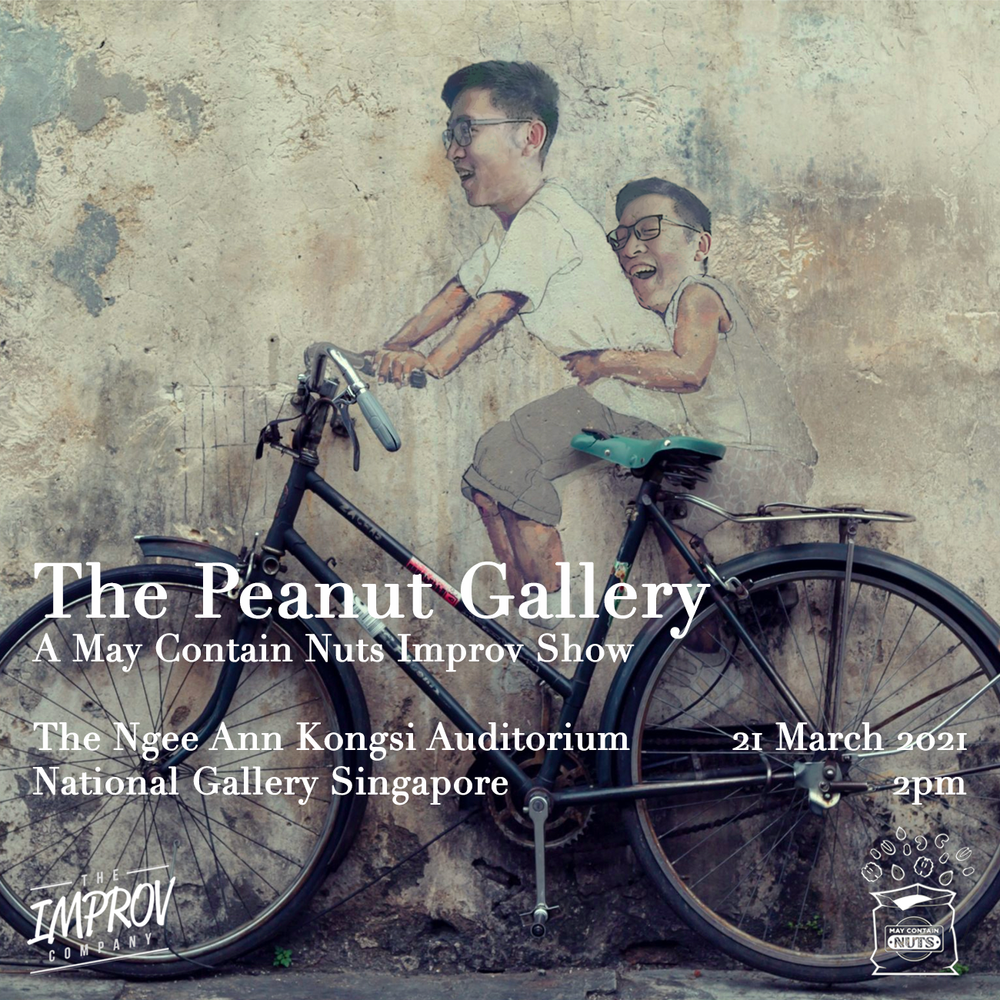 The Peanut Gallery
A May Contain Nuts Improv Show
The Ngee Ann Kongsi Auditorium
National Gallery Singapore
21 March 2021
2pm
THE
IMPROV
COMPANY
MAY CONTAIN
NUTS